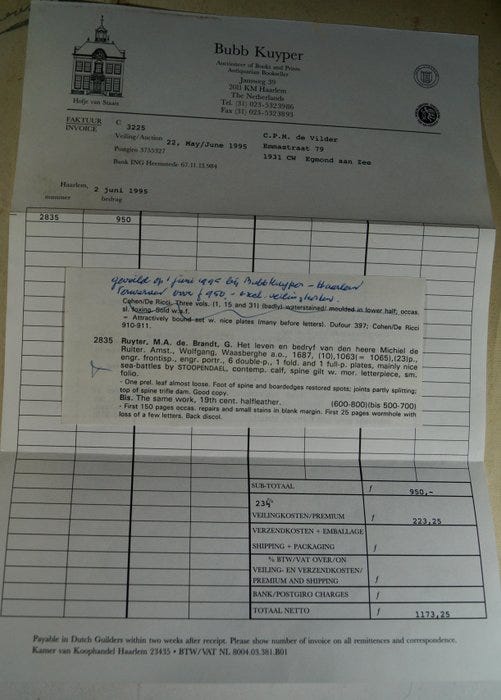 Bubb Kuyper
Auctioneer of Books and Prints
Antiquarian Bookseller
Jansweg 39
2011 KM Haarlem
The Netherlands
Tel. (31) 023-5323986
Fax (31) 023-5323893
Hofje van Staats
FAKTUUR
INVOICE
C 3225
Veiling/Auction 22, May/June 1995
Postgiro 3735327
Bank ING Heemstede 67.11.13.984
C.P.M. de Vilder
Emmastraat 79
1931 CW Egmond aan Zee
Haarlem, 2 juni 1995
nummer bedrag
2835 950
geveild op 1 juni 1995 bij Bubb Kuyper - Haarlem
voor f 950,- excl. veilingkosten.
Cohen/De Ricci. Three vols. (1, 15 and 31) (badly) waterstained/ moulded in lower half, occas.
sl. foxing. Sold w.a.f.
= Attractively bound set w. nice plates (many before letters). Dufour 397; Cohen/De Ricci
910-911.
2835 Ruyter, M.A. de. Brandt, G. Het leven en bedryf van den heere Michiel de
Ruiter. Amst., Wolfgang, Waasberghe a.o., 1687, (10),1063(= 1065),(23)p.,
engr. frontisp., engr. portr., 6 double-p., 1 fold. and 1 full-p. plates, mainly nice
sea-battles by STOOPENDAEL, contemp. calf, spine gilt w. mor. letterpiece, sm.
folio.
- One prel. leaf almost loose. Foot of spine and boardedges restored spots; joints partly splitting;
top of spine trifle dam. Good copy.
Bis. The same work, 19th cent. halfleather. (600-800)(bis 500-700)
- First 150 pages occas. repairs and small stains in blank margin. First 25 pages wormhole with
loss of a few letters. Back discol.
SUB-TOTAAL f 950,-
23½%
VEILINGKOSTEN/PREMIUM f 223,25
VERZENDKOSTEN + EMBALLAGE
SHIPPING + PACKING f
% BTW/VAT OVER/ON
VEILING- EN VERZENDKOSTEN/
PREMIUM AND SHIPPING f
BANK/POSTGIRO CHARGES f
TOTAAL NETTO f 1173,25
Payable in Dutch Guilders within two weeks after receipt. Please show number of invoice on all remittances and correspondence.
Kamer van Koophandel Haarlem 23435 • BTW/VAT NL 8004.03.381.B01